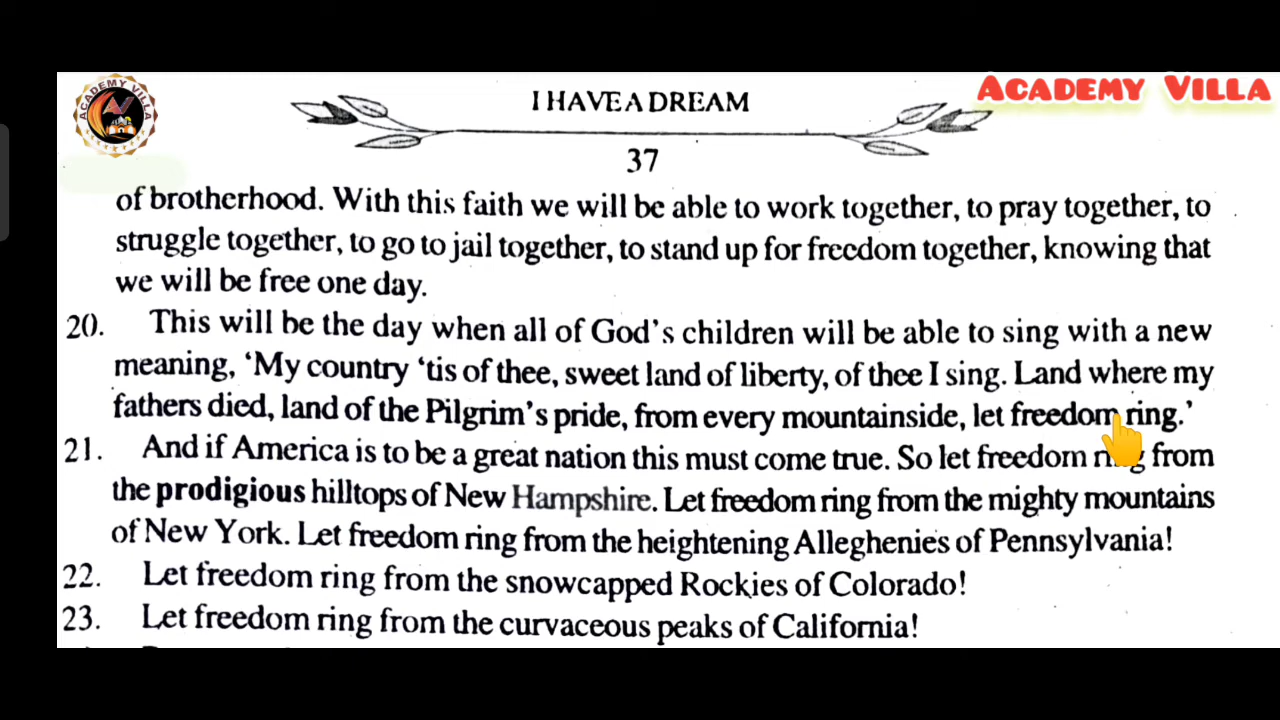 ACADEMY VILLA
ACADEMY VILLA
I HAVE A DREAM
37
of brotherhood. With this faith we will be able to work together, to pray together, to
struggle together, to go to jail together, to stand up for freedom together, knowing that
we will be free one day.
20. This will be the day when all of God's children will be able to sing with a new
meaning, ‘My country ‘tis of thee, sweet land of liberty, of thee I sing. Land where my
fathers died, land of the Pilgrim's pride, from every mountainside, let freedom ring.’
21. And if America is to be a great nation this must come true. So let freedom ring from
the prodigious hilltops of New Hampshire. Let freedom ring from the mighty mountains
of New York. Let freedom ring from the heightening Alleghenies of Pennsylvania!
22. Let freedom ring from the snowcapped Rockies of Colorado!
23. Let freedom ring from the curvaceous peaks of California!